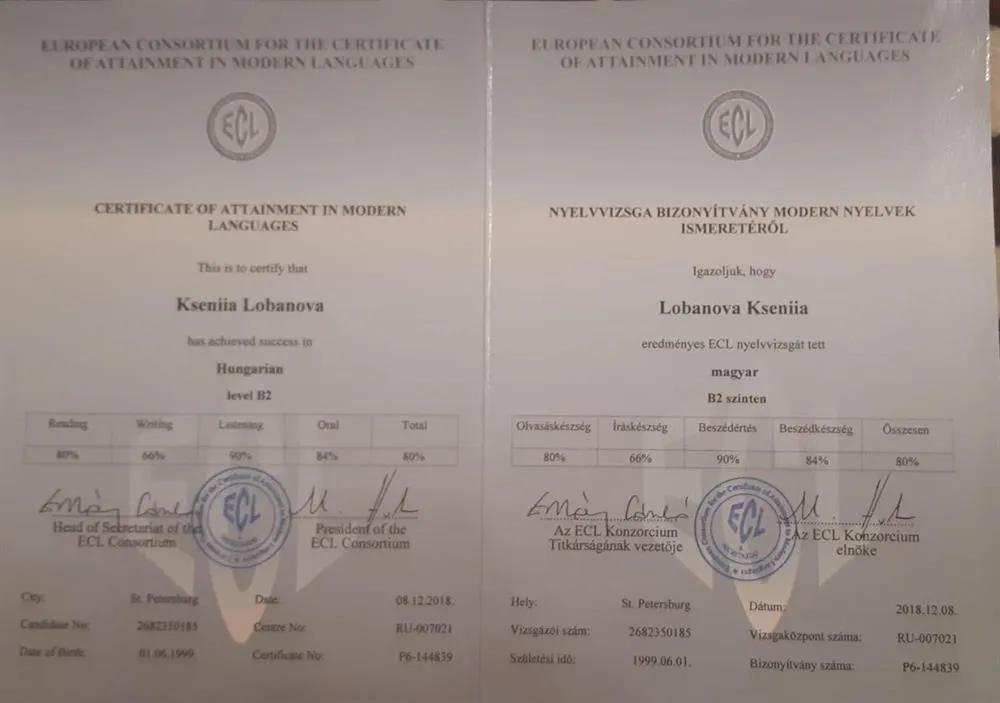 EUROPEAN CONSORTIUM FOR THE CERTIFICATE
OF ATTAINMENT IN MODERN LANGUAGES
ECL
CERTIFICATE OF ATTAINMENT IN MODERN
LANGUAGES
This is to certify that
Kseniia Lobanova
has achieved success in
Hungarian
level B2
Reading Writing Listening Oral Total
80% 66% 90% 84% 80%
Head of Secretariat of the
ECL Consortium
President of the
ECL Consortium
ECL
City: St. Petersburg Date: 08.12.2018.
Candidate No: 2682350185 Centre No: RU-007021
Date of Birth: 01.06.1999 Certificate No: P6-144839
EUROPEAN CONSORTIUM FOR THE CERTIFICATE
OF ATTAINMENT IN MODERN LANGUAGES
ECL
NYELVVIZSGA BIZONYÍTVÁNY MODERN NYELVEK
ISMERETÉRŐL
Igazoljuk, hogy
Lobanova Kseniia
eredményes ECL nyelvvizsgát tett
magyar
B2 szinten
Olvasáskészség Íráskészség Beszédértés Beszédkészség Összesen
80% 66% 90% 84% 80%
Az ECL Konzorcium
Titkárságának vezetője
Az ECL Konzorcium
elnöke
ECL
Hely: St. Petersburg Dátum: 2018.12.08.
Vizsgázói szám: 2682350185 Vizsgaközpont száma: RU-007021
Születési idő: 1999.06.01. Bizonyítvány száma: P6-144839